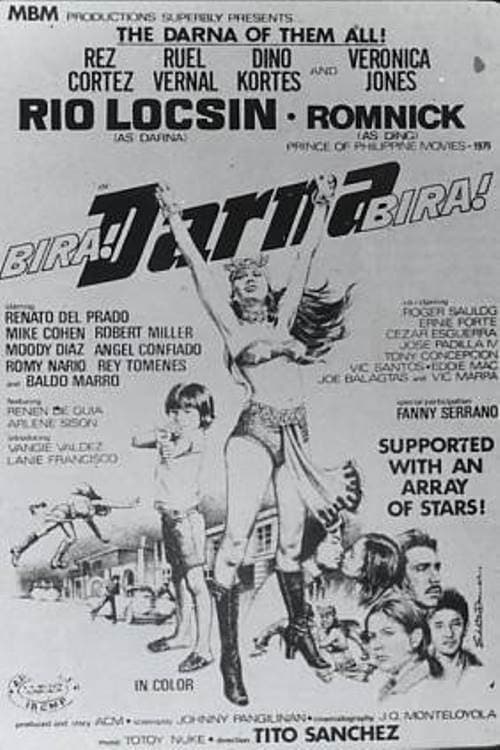 MBM PRODUCTIONS SUPERBLY PRESENTS...
THE DARNA OF THEM ALL!
REZ CORTEZ
RUEL VERNAL
DINO KORTES
AND
VERONICA JONES
RIO LOCSIN • ROMNICK
(AS DARNA)
(AS DING)
PRINCE OF PHILIPPINE MOVIES - 1979
IN
BIRA! Darna BIRA!
starring
RENATO DEL PRADO
MIKE COHEN ROBERT MILLER
MOODY DIAZ ANGEL CONFIADO
ROMY NARIO REY TOMENES
and BALDO MARRO
featuring
RENEN DE GUIA
ARLENE SISON
introducing
VANGIE VALDEZ
LANIE FRANCISCO
co-starring
ROGER SAULOG
ERNIE FORTE
CEZAR ESGUERRA
JOSE PADILLA IV
TONY CONCEPCION
VIC SANTOS • EDDIE MAC
JOE BALAGTAS and VIC MARPA
special participation
FANNY SERRANO
SUPPORTED
WITH AN
ARRAY
OF STARS!
IN COLOR
produced and story ACM • screenplay JOHNNY PANGILINAN • cinematography J.Q. MONTELOYOLA
music TOTOY NUKE • direction TITO SANCHEZ